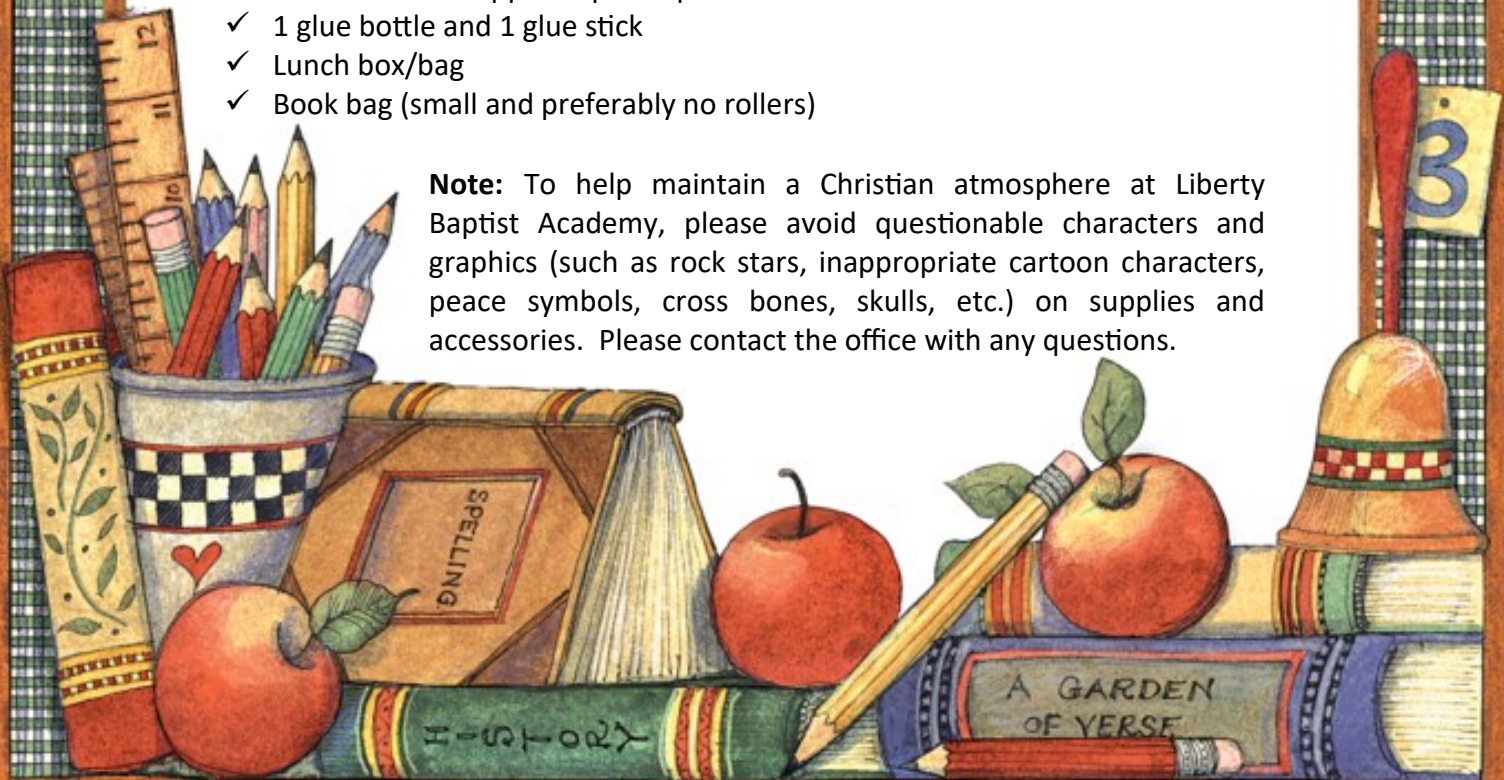 ✓ 1 glue bottle and 1 glue stick
✓ Lunch box/bag
✓ Book bag (small and preferably no rollers)
Note: To help maintain a Christian atmosphere at Liberty
Baptist Academy, please avoid questionable characters and
graphics (such as rock stars, inappropriate cartoon characters,
peace symbols, cross bones, skulls, etc.) on supplies and
accessories. Please contact the office with any questions.
12
11
10
3
SPELLING
HISTORY
A GARDEN
OF VERSE